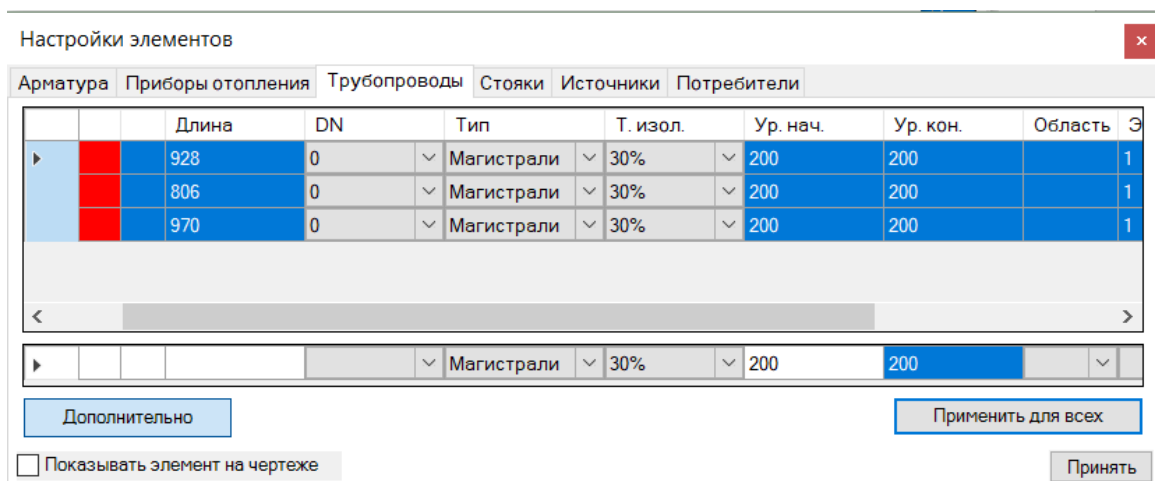 Настройки элементов
Арматура Приборы отопления Трубопроводы Стояки Источники Потребители
Длина DN Тип Т. изол. Ур. нач. Ур. кон. Область Э
928 0 Магистрали 30% 200 200 1
806 0 Магистрали 30% 200 200 1
970 0 Магистрали 30% 200 200 1
Магистрали 30% 200 200
Дополнительно Применить для всех
Показывать элемент на чертеже Принять